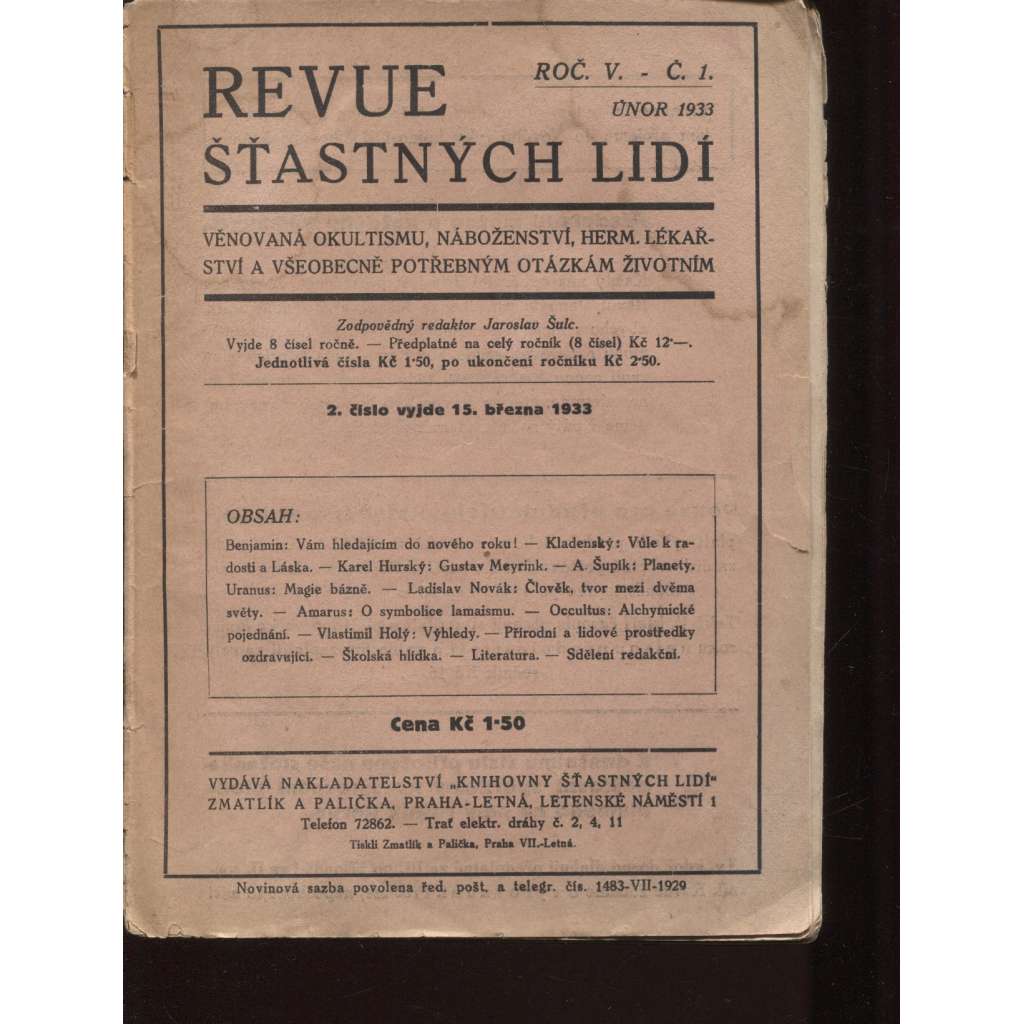 REVUE
ROČ. V. - Č. 1.
ÚNOR 1933
ŠŤASTNÝCH LIDÍ
VĚNOVANÁ OKULTISMU, NÁBOŽENSTVÍ, HERM. LÉKAŘ-
STVÍ A VŠEOBECNĚ POTŘEBNÝM OTÁZKÁM ŽIVOTNÍM
Zodpovědný redaktor Jaroslav Šulc.
Vyjde 8 čísel ročně. — Předplatné na celý ročník (8 čísel) Kč 12·—.
Jednotlivá čísla Kč 1·50, po ukončení ročníku Kč 2·50.
2. číslo vyjde 15. března 1933
OBSAH:
Benjamin: Vám hledajícím do nového roku! — Kladenský: Vůle k ra-
dosti a Láska. — Karel Hurský: Gustav Meyrink. — A. Šupík: Planety.
Uranus: Magie bázně. — Ladislav Novák: Člověk, tvor mezi dvěma
světy. — Amarus: O symbolice lamaismu. — Occultus: Alchymické
pojednání. — Vlastimil Holý: Výhledy. — Přírodní a lidové prostředky
ozdravující. — Školská hlídka. — Literatura. — Sdělení redakční.
Cena Kč 1·50
VYDÁVÁ NAKLADATELSTVÍ „KNIHOVNY ŠŤASTNÝCH LIDÍ"
ZMATLÍK A PALIČKA, PRAHA-LETNÁ, LETENSKÉ NÁMĚSTÍ 1
Telefon 72862. — Trať elektr. dráhy č. 2, 4, 11
Tiskli Zmatlík a Palička, Praha VII.-Letná.
Novinová sazba povolena řed. pošt. a telegr. čís. 1483-VII-1929